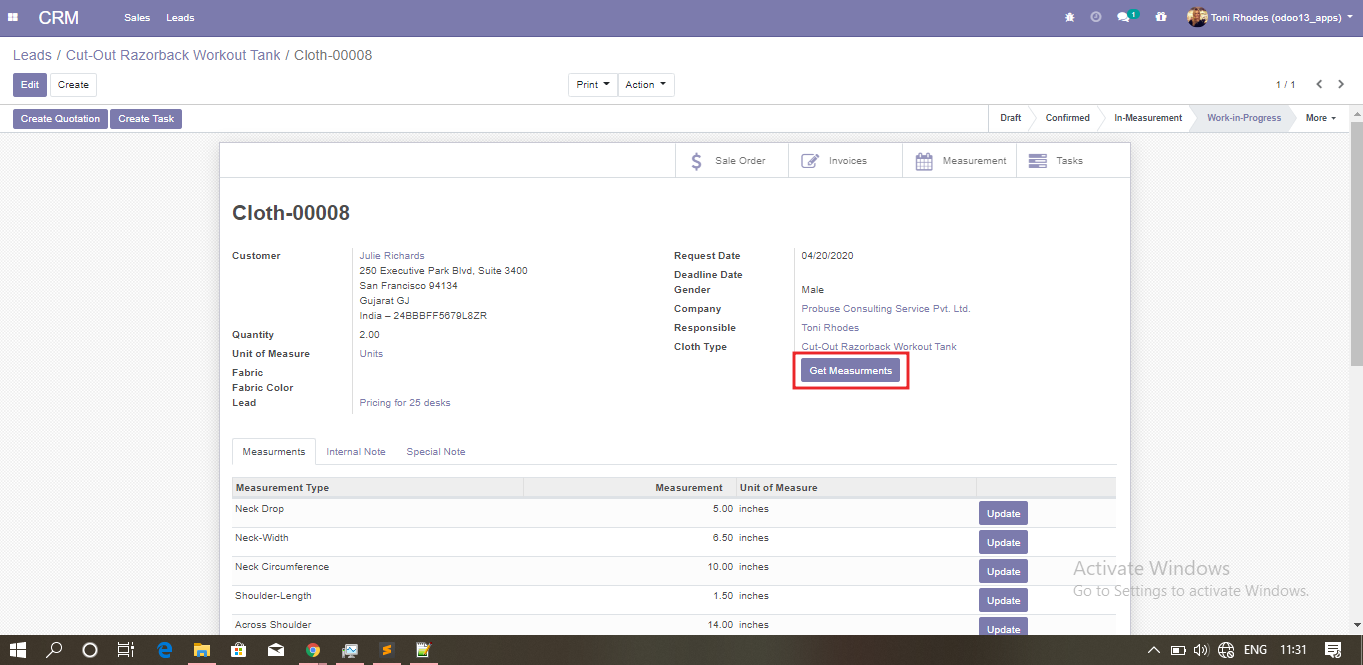 CRM Sales Leads 1 Toni Rhodes (odoo13_apps)
Leads / Cut-Out Razorback Workout Tank / Cloth-00008
Edit Create Print Action 1 / 1
Create Quotation Create Task Draft Confirmed In-Measurement Work-in-Progress More
$ Sale Order Invoices Measurement Tasks
Cloth-00008
Customer Julie Richards
250 Executive Park Blvd, Suite 3400
San Francisco 94134
Gujarat GJ
India – 24BBBFF5679L8ZR
Quantity 2.00
Unit of Measure Units
Fabric
Fabric Color
Lead Pricing for 25 desks
Request Date 04/20/2020
Deadline Date
Gender Male
Company Probuse Consulting Service Pvt. Ltd.
Responsible Toni Rhodes
Cloth Type Cut-Out Razorback Workout Tank
Get Measurments
Measurments Internal Note Special Note
Measurement Type Measurement Unit of Measure
Neck Drop 5.00 inches Update
Neck-Width 6.50 inches Update
Neck Circumference 10.00 inches Update
Shoulder-Length 1.50 inches Update
Across Shoulder 14.00 inches Update
Activate Windows
Go to Settings to activate Windows.
ENG 11:31